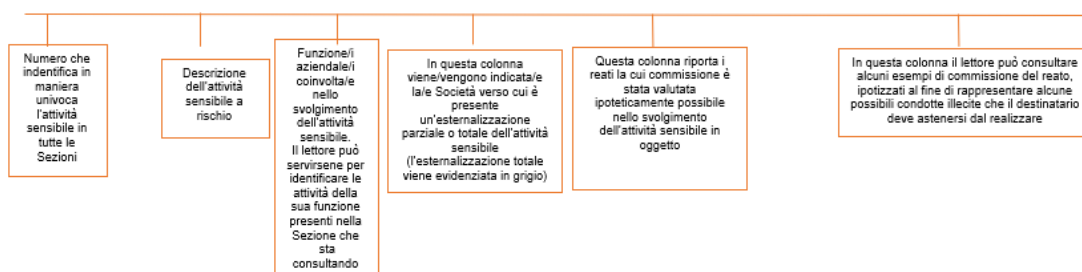 Numero che
indentifica in
maniera
univoca
l'attività
sensibile in
tutte le
Sezioni
Descrizione
dell'attività
sensibile a
rischio
Funzione/i
aziendale/i
coinvolta/e
nello
svolgimento
dell'attività
sensibile.
Il lettore può
servirsene per
identificare le
attività della
sua funzione
presenti nella
Sezione che
sta
consultando
In questa colonna
viene/vengono indicata/e
la/e Società verso cui è
presente
un'esternalizzazione
parziale o totale dell'attività
sensibile
(l'esternalizzazione totale
viene evidenziata in grigio)
Questa colonna riporta i
reati la cui commissione è
stata valutata
ipoteticamente possibile
nello svolgimento
dell'attività sensibile in
oggetto
In questa colonna il lettore può consultare
alcuni esempi di commissione del reato,
ipotizzati al fine di rappresentare alcune
possibili condotte illecite che il destinatario
deve astenersi dal realizzare